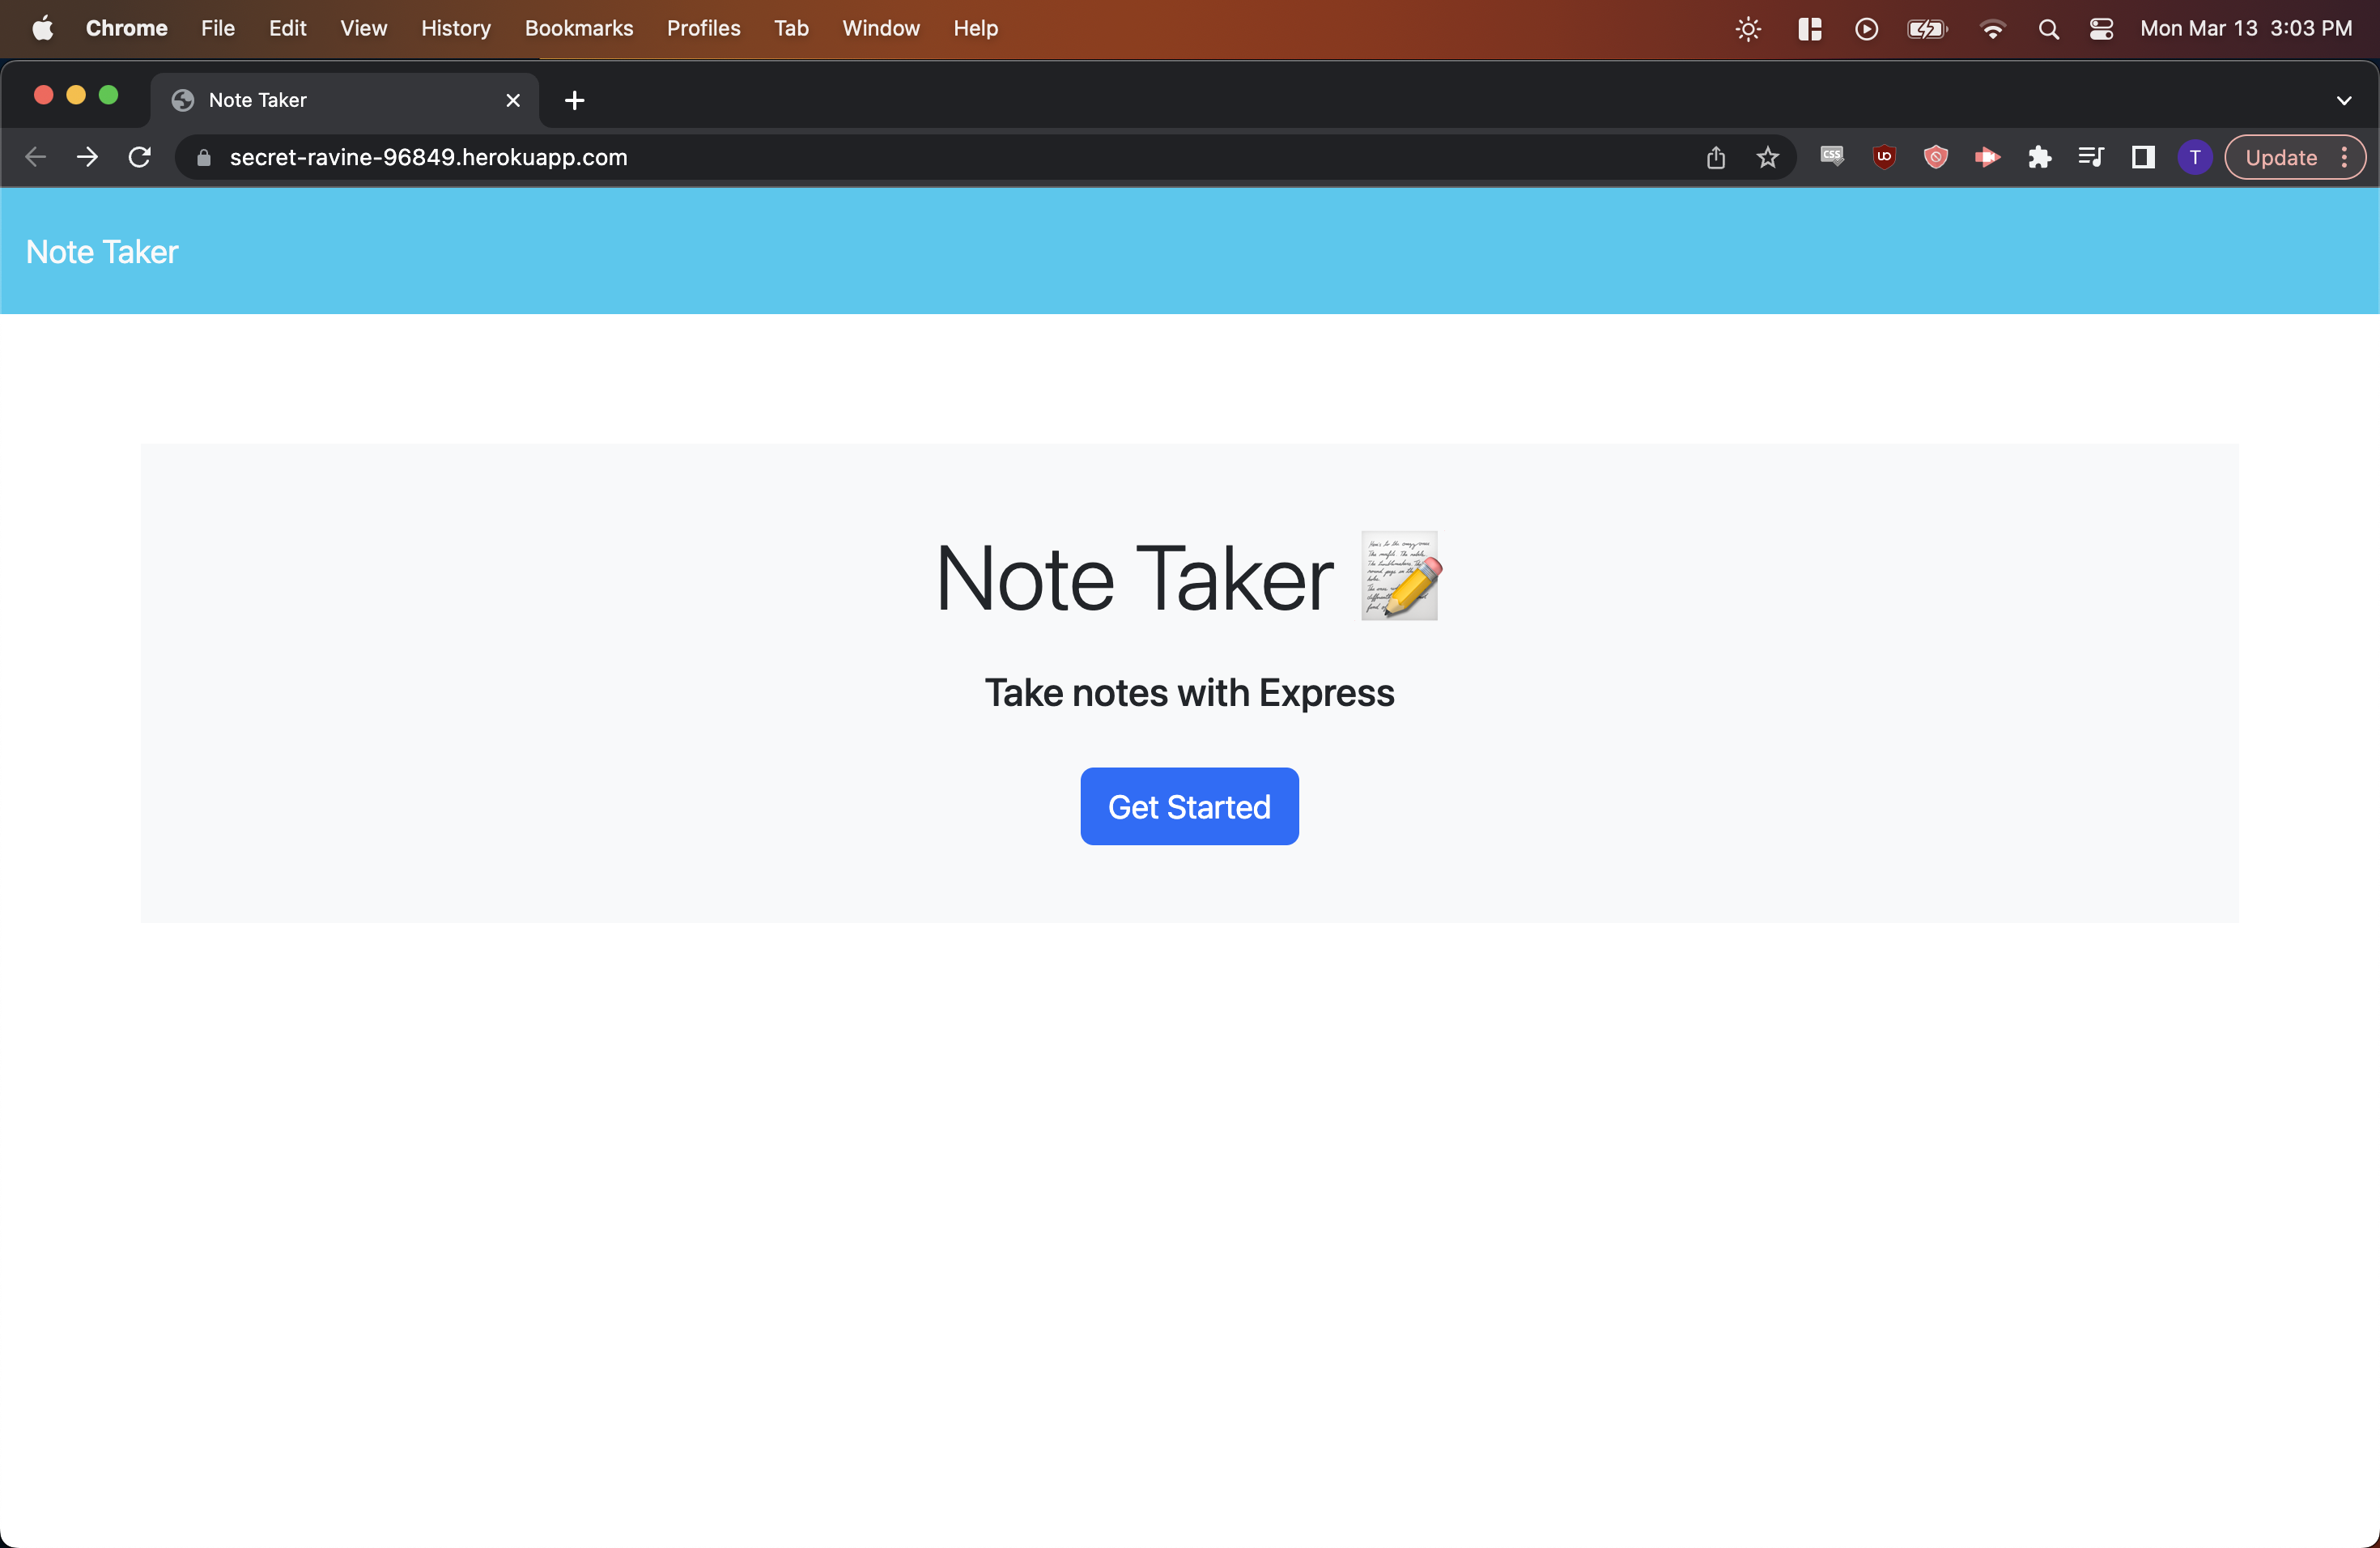 Chrome File Edit View History Bookmarks Profiles Tab Window Help Mon Mar 13 3:03 PM
Note Taker
secret-ravine-96849.herokuapp.com CSS T Update
Note Taker
Note Taker
Take notes with Express
Get Started